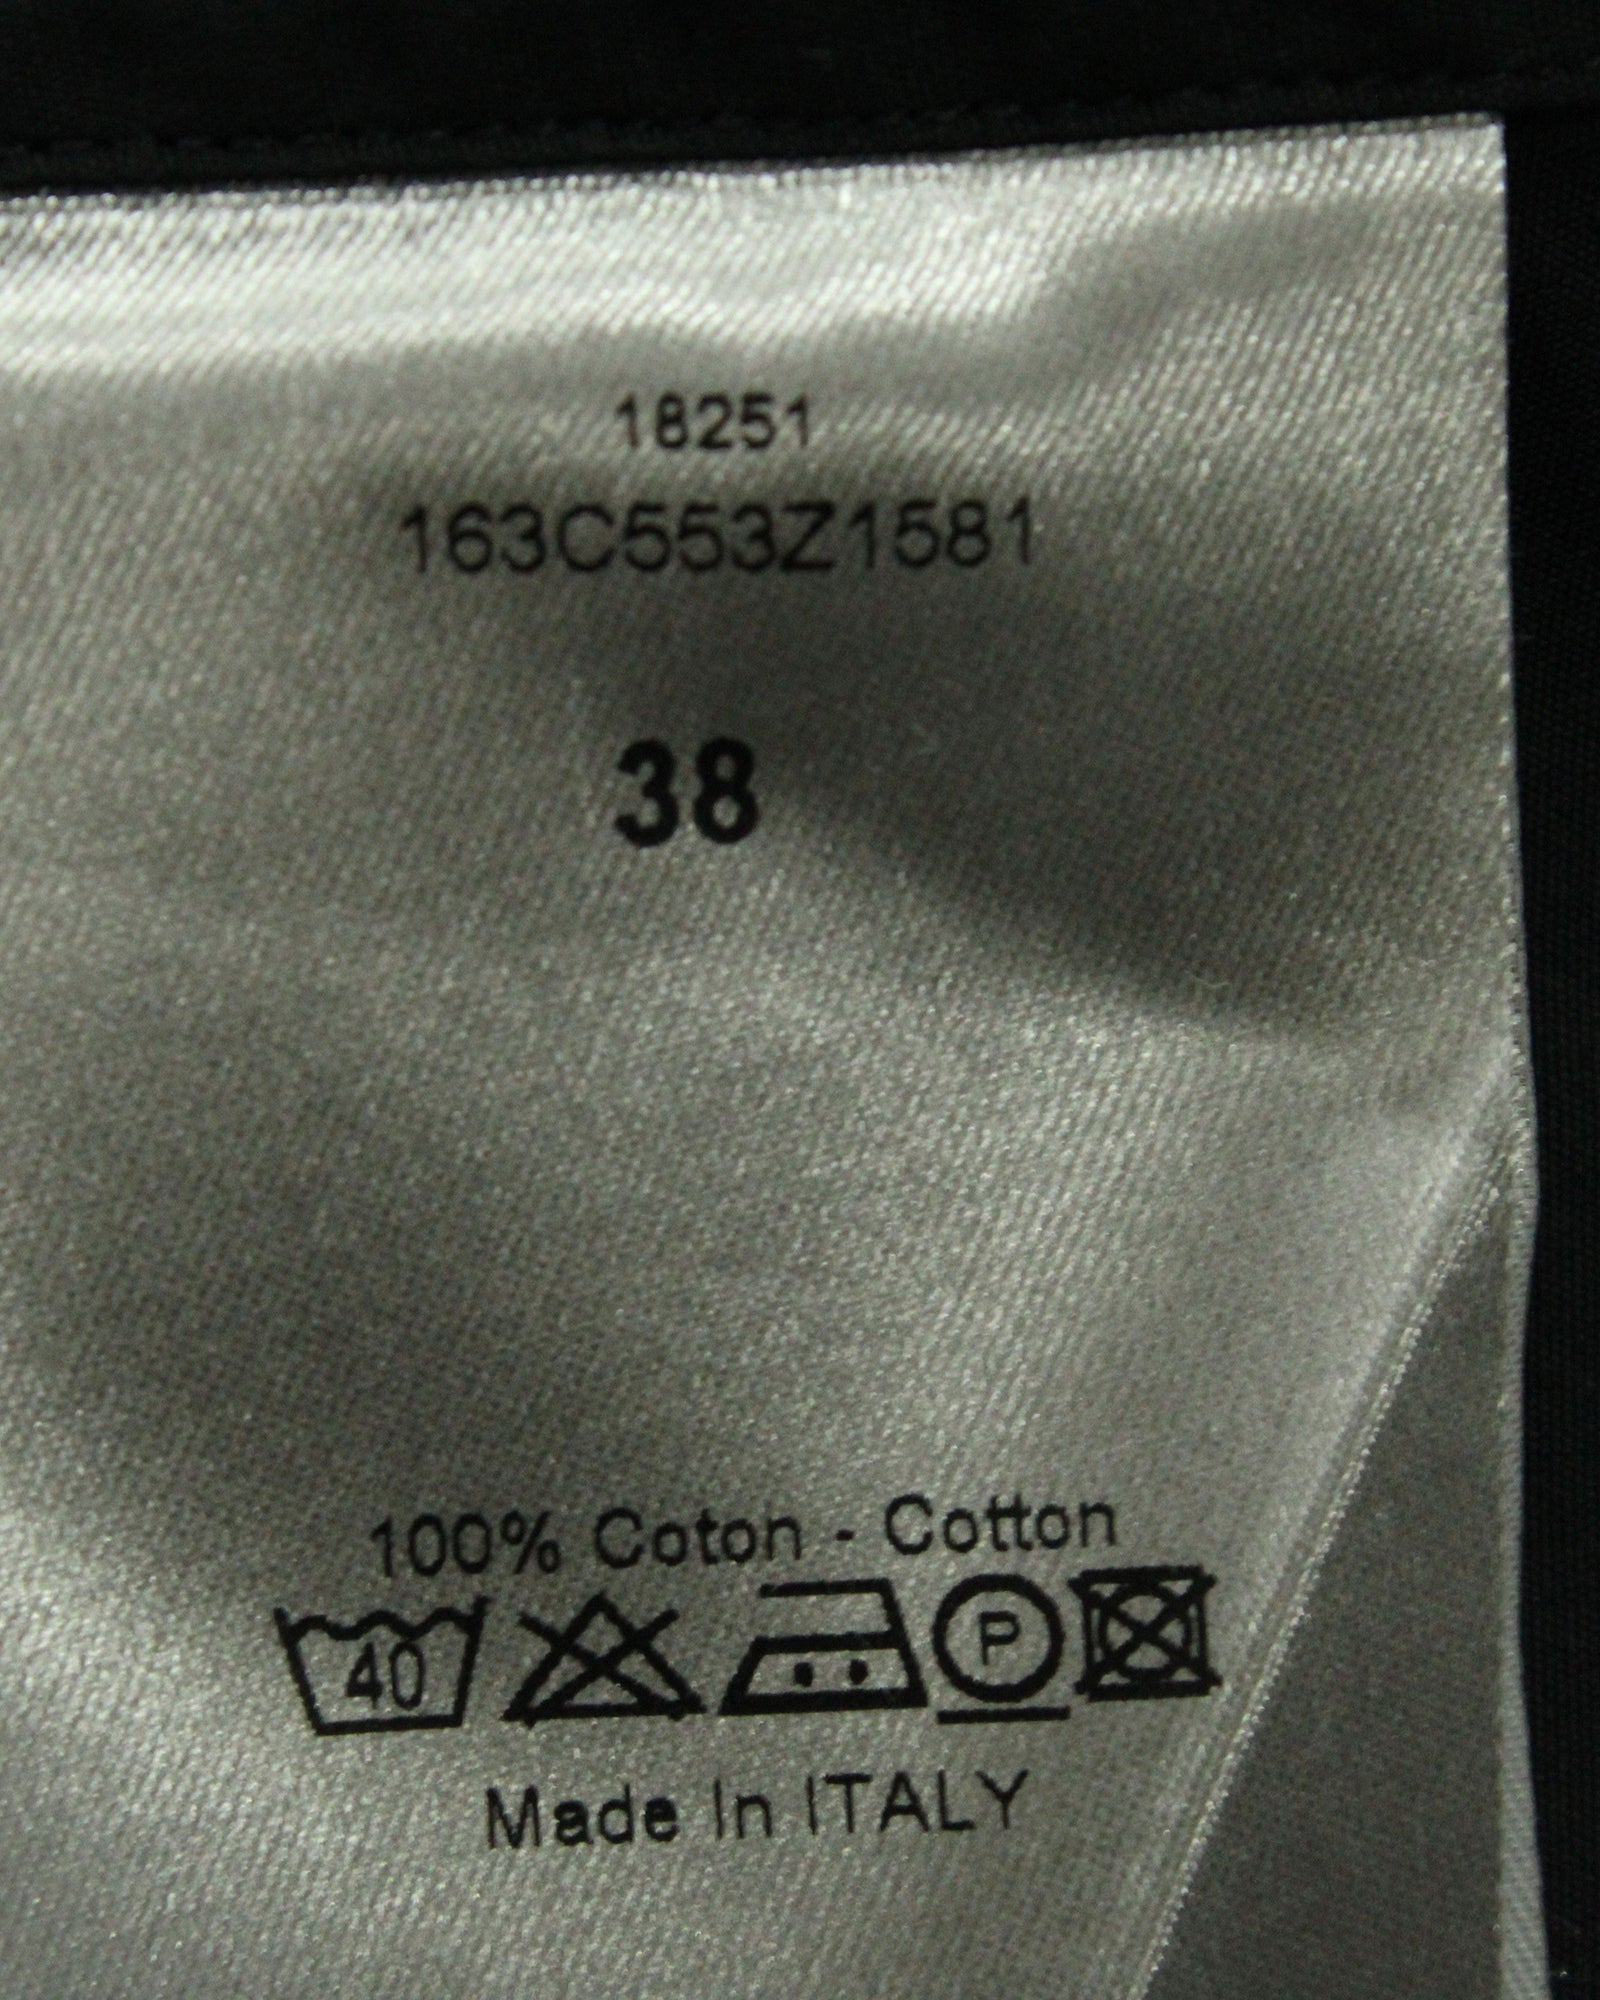 18251
163C553Z1581
38
100% Coton - Cotton
40 P
Made In ITALY